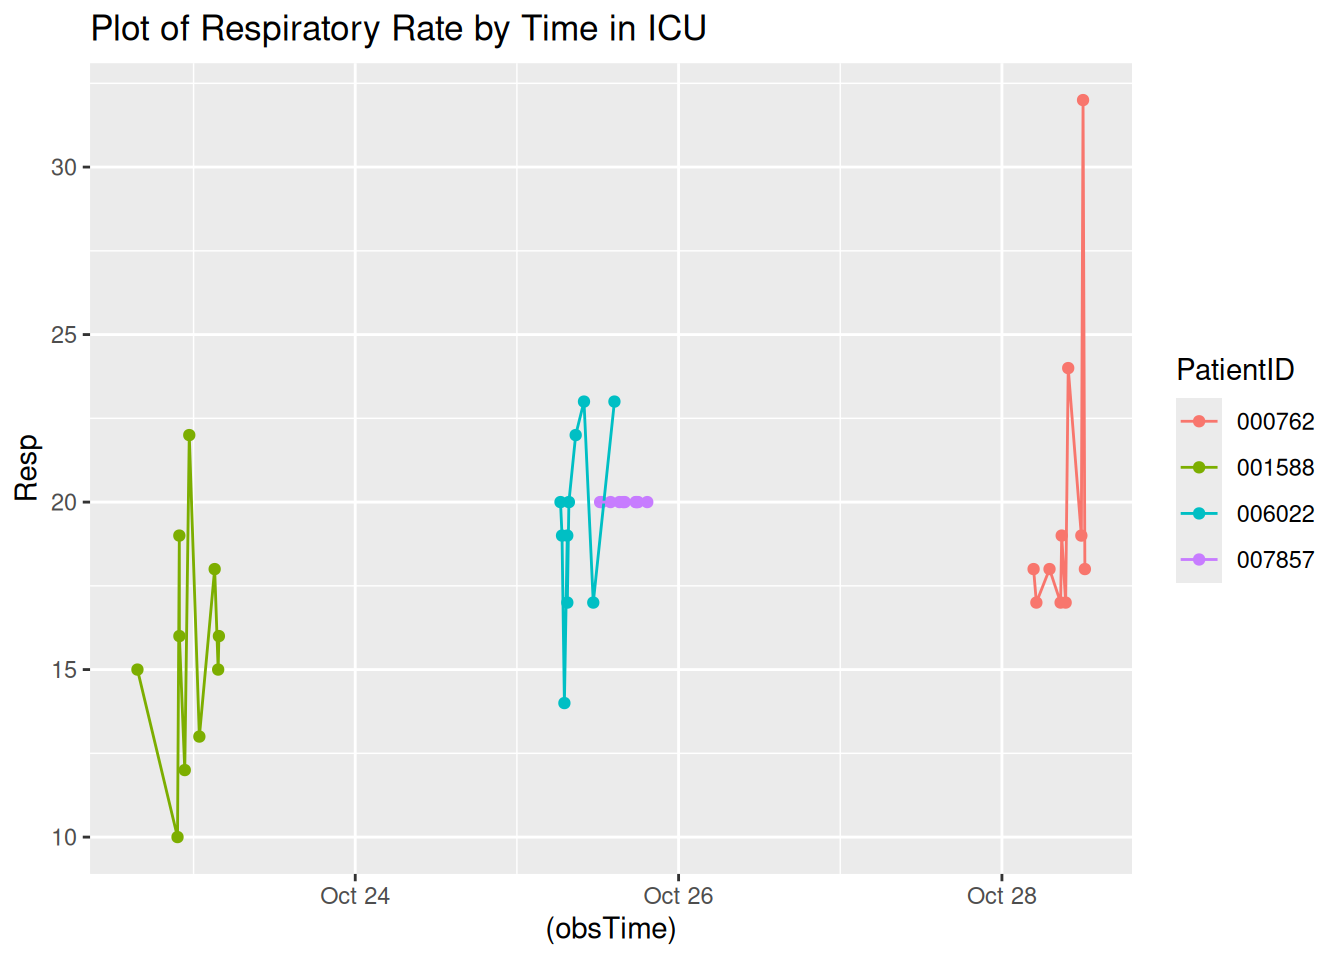 Plot of Respiratory Rate by Time in ICU
Resp
30
25
20
15
10
Oct 24
Oct 26
Oct 28
(obsTime)
PatientID
000762
001588
006022
007857